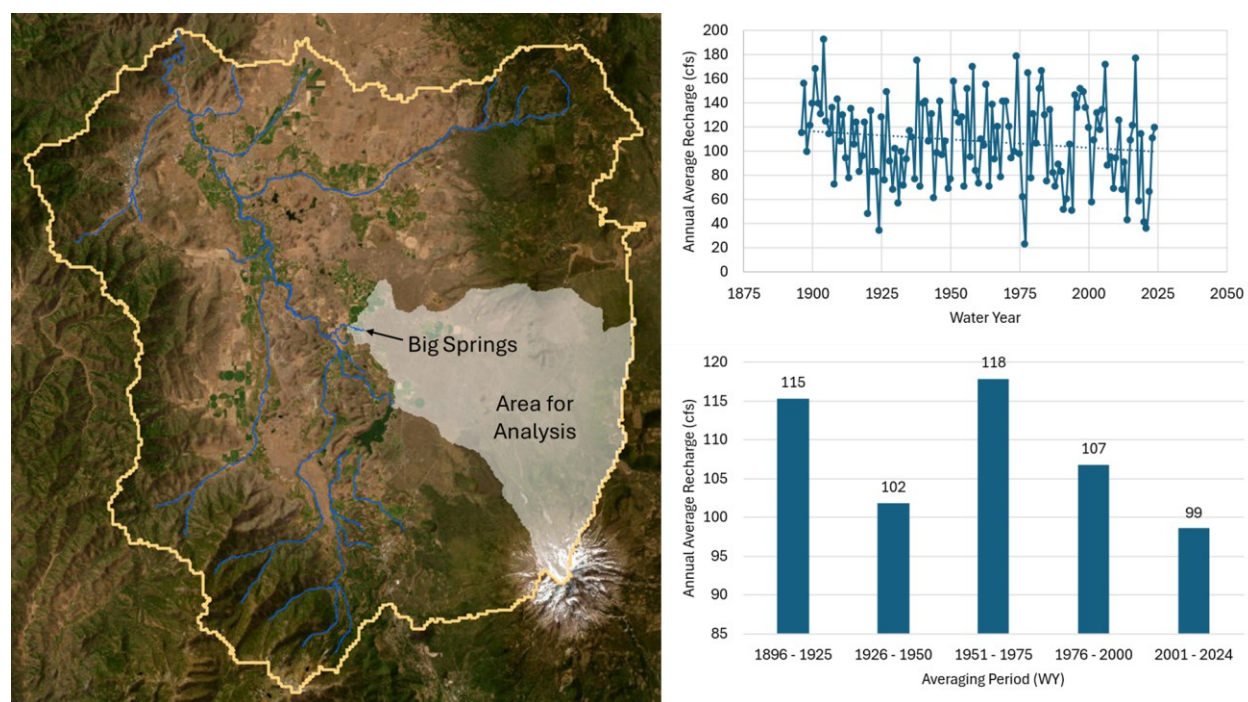 Big Springs
Area for
Analysis
Annual Average Recharge (cfs)
200
180
160
140
120
100
80
60
40
20
0
1875 1900 1925 1950 1975 2000 2025 2050
Water Year
Annual Average Recharge (cfs)
120
115
110
105
100
95
90
85
115
102
118
107
99
1896 - 1925 1926 - 1950 1951 - 1975 1976 - 2000 2001 - 2024
Averaging Period (WY)